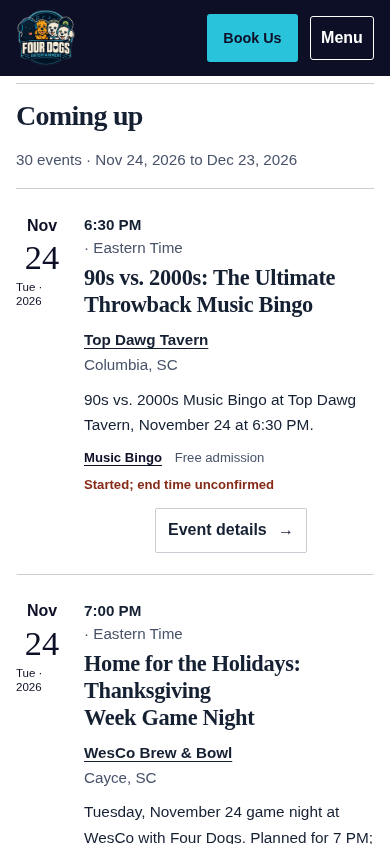 FOUR DOGS
ENTERTAINMENT
Book Us
Menu
Coming up
30 events · Nov 24, 2026 to Dec 23, 2026
Nov
24
Tue ·
2026
6:30 PM
· Eastern Time
90s vs. 2000s: The Ultimate
Throwback Music Bingo
Top Dawg Tavern
Columbia, SC
90s vs. 2000s Music Bingo at Top Dawg
Tavern, November 24 at 6:30 PM.
Music Bingo Free admission
Started; end time unconfirmed
Event details →
Nov
24
Tue ·
2026
7:00 PM
· Eastern Time
Home for the Holidays:
Thanksgiving
Week Game Night
WesCo Brew & Bowl
Cayce, SC
Tuesday, November 24 game night at
WesCo with Four Dogs. Planned for 7 PM;